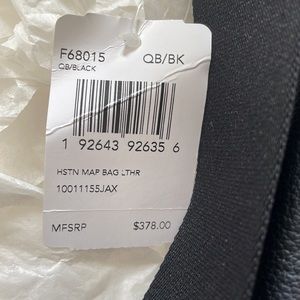 F68015 QB/BK
QB/BLACK
1 92643 92635 6
HSTN MAP BAG LTHR
10011155JAX
MFSRP $378.00